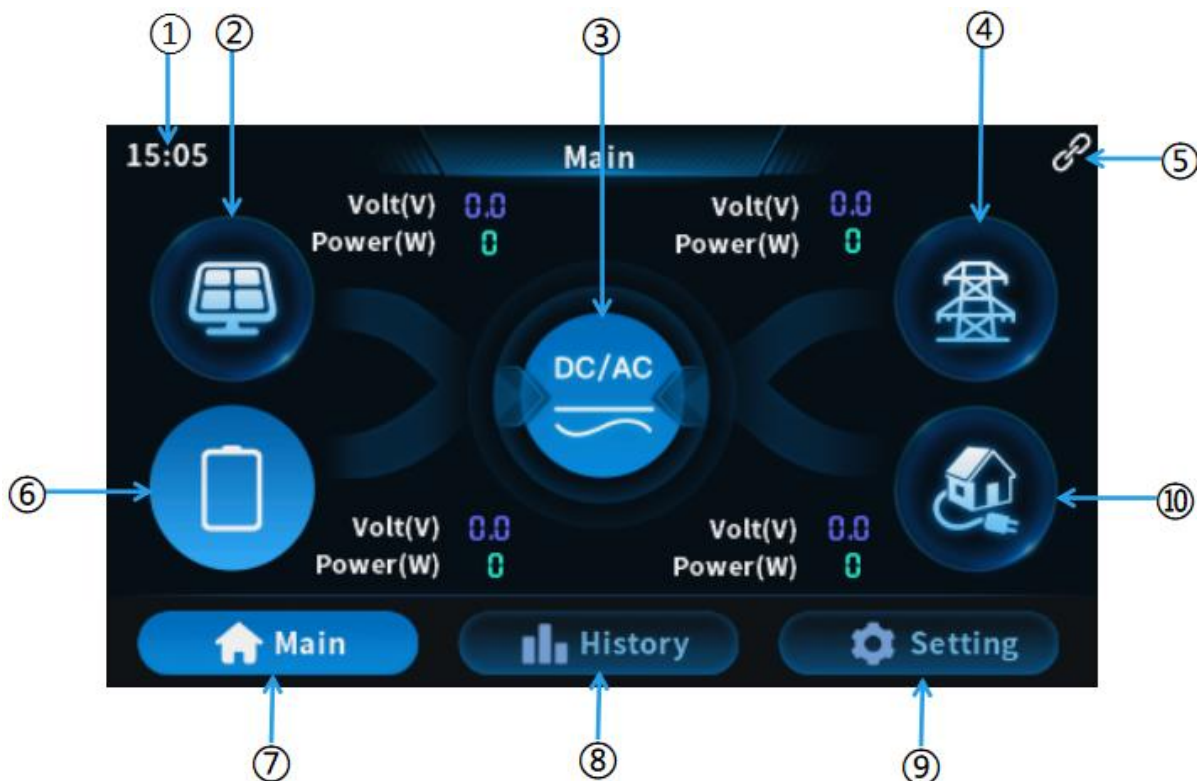 ① ② ③ ④
15:05 Main ⑤
Volt(V) 0.0 Volt(V) 0.0
Power(W) 0 Power(W) 0
DC/AC
⑥ ⑩
Volt(V) 0.0 Volt(V) 0.0
Power(W) 0 Power(W) 0
Main History Setting
⑦ ⑧ ⑨